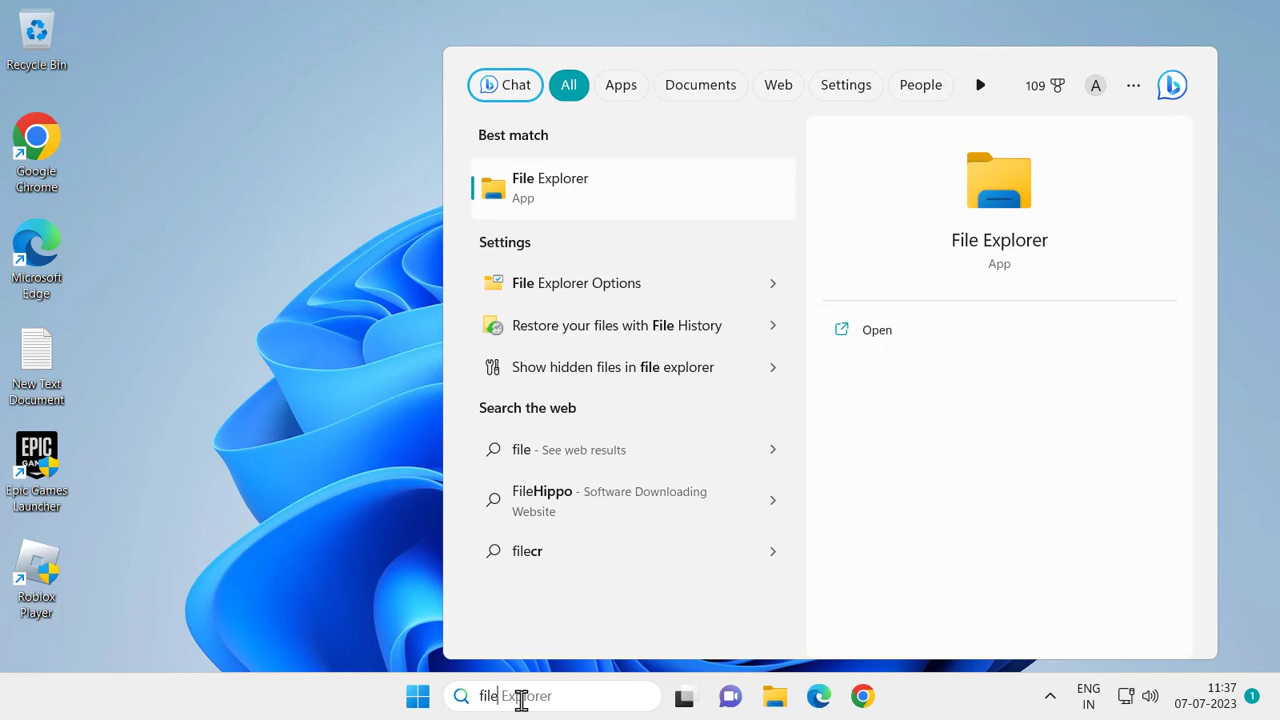 Recycle Bin
Google
Chrome
Microsoft
Edge
New Text
Document
EPIC
GAMES
Epic Games
Launcher
Roblox
Player
Chat
All
Apps
Documents
Web
Settings
People
109
A
Best match
File Explorer
App
Settings
File Explorer Options
Restore your files with File History
Show hidden files in file explorer
Search the web
file - See web results
FileHippo - Software Downloading
Website
filecr
File Explorer
App
Open
file Explorer
ENG
IN
11:37
07-07-2023
1